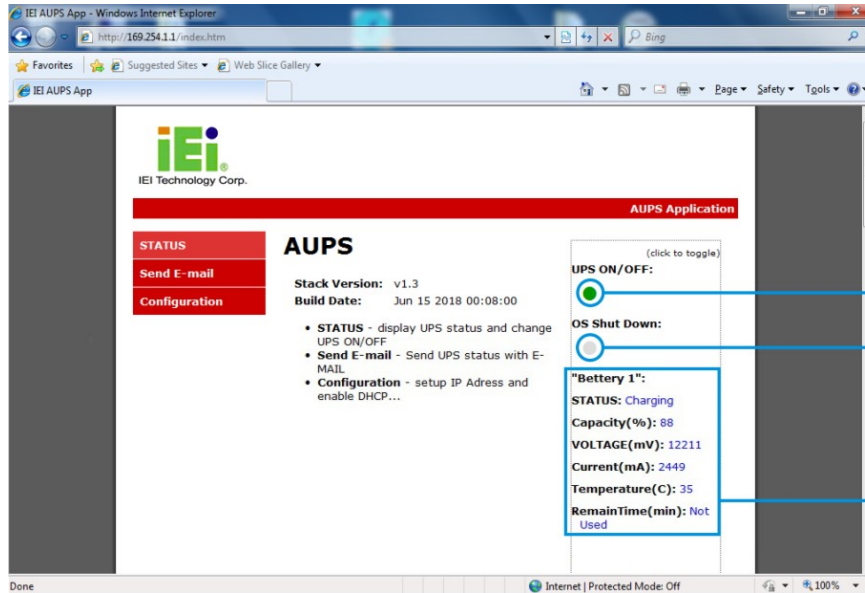 IEI AUPS App - Windows Internet Explorer
http://169.254.1.1/index.htm
Bing
Favorites
Suggested Sites
Web Slice Gallery
IEI AUPS App
Page
Safety
Tools
iEi
IEI Technology Corp.
AUPS Application
STATUS
Send E-mail
Configuration
AUPS
Stack Version: v1.3
Build Date: Jun 15 2018 00:08:00
• STATUS - display UPS status and change
UPS ON/OFF
• Send E-mail - Send UPS status with E-
MAIL
• Configuration - setup IP Adress and
enable DHCP...
(click to toggle)
UPS ON/OFF:
OS Shut Down:
"Bettery 1":
STATUS: Charging
Capacity(%): 88
VOLTAGE(mV): 12211
Current(mA): 2449
Temperature(C): 35
RemainTime(min): Not
Used
Done
Internet | Protected Mode: Off
100%